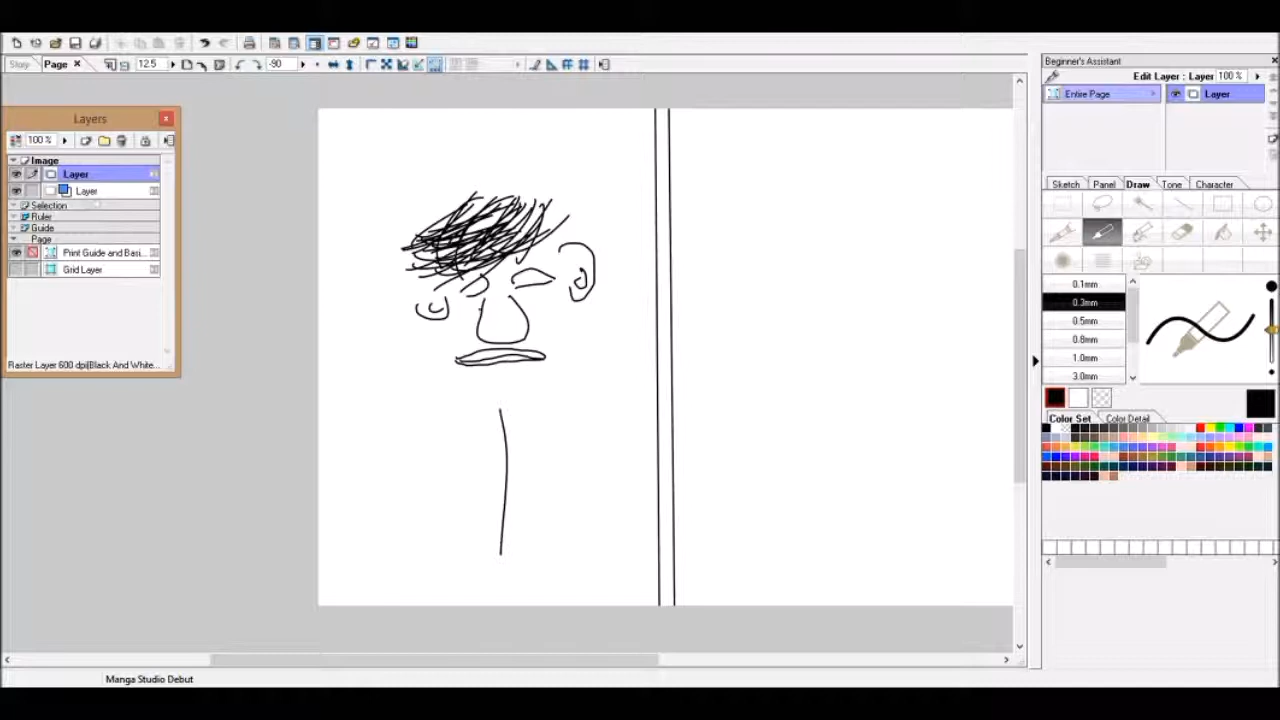 Beginner's Assistant
Story Page × 12.5 -90
Edit Layer : Layer 100 %
Layers
Entire Page Layer
100 %
Image
Layer
Layer
Selection
Ruler
Guide
Page
Print Guide and Basi...
Grid Layer
Sketch Panel Draw Tone Character
0.1mm
0.3mm
0.5mm
0.8mm
1.0mm
3.0mm
Raster Layer 600 dpi(Black And White...
Color Set Color Detail
Manga Studio Debut